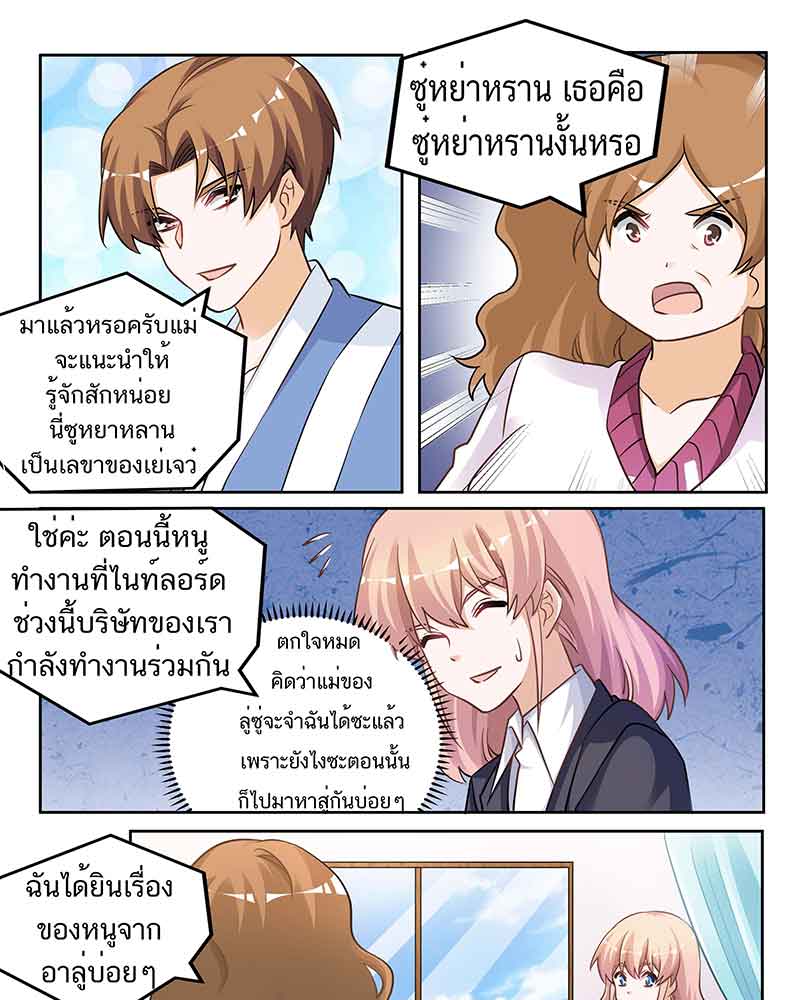 มาแล้วหรอครับแม่
จะแนะนำให้
รู้จักสักหน่อย
นี่ซูหยาหลาน
เป็นเลขาของเย่เจว๋
ซู๋หย่าหราน เธอคือ
ซู๋หย่าหรานงั้นหรอ
ใช่ค่ะ ตอนนี้หนู
ทำงานที่ไนท์ลอร์ด
ช่วงนี้บริษัทของเรา
กำลังทำงานร่วมกัน
ตกใจหมด
คิดว่าแม่ของ
ลู่ซู่จะจำฉันได้ซะแล้ว
เพราะยังไงซะตอนนั้น
ก็ไปมาหาสู่กันบ่อยๆ
ฉันได้ยินเรื่อง
ของหนูจาก
อาลู่บ่อยๆ